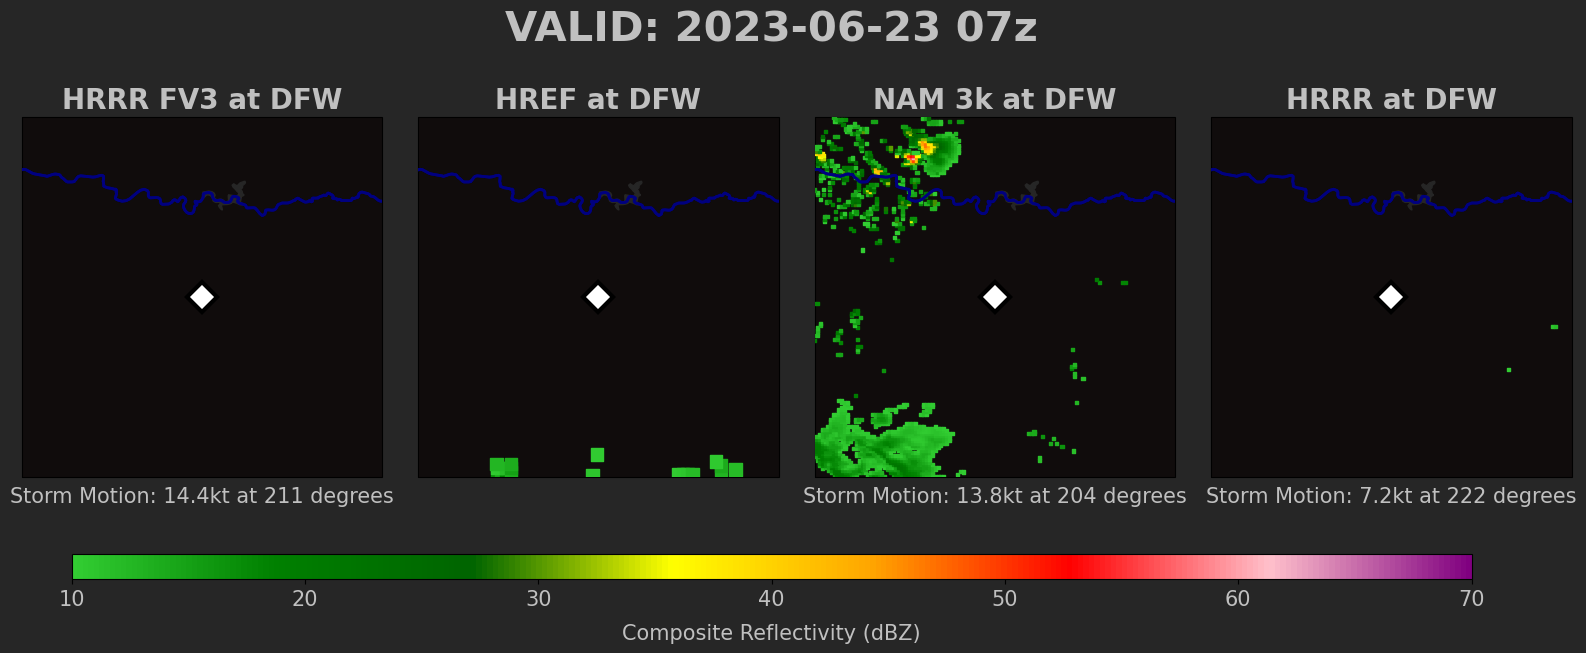 VALID: 2023-06-23 07z
HRRR FV3 at DFW
HREF at DFW
NAM 3k at DFW
HRRR at DFW
Storm Motion: 14.4kt at 211 degrees
Storm Motion: 13.8kt at 204 degrees
Storm Motion: 7.2kt at 222 degrees
10 20 30 40 50 60 70
Composite Reflectivity (dBZ)